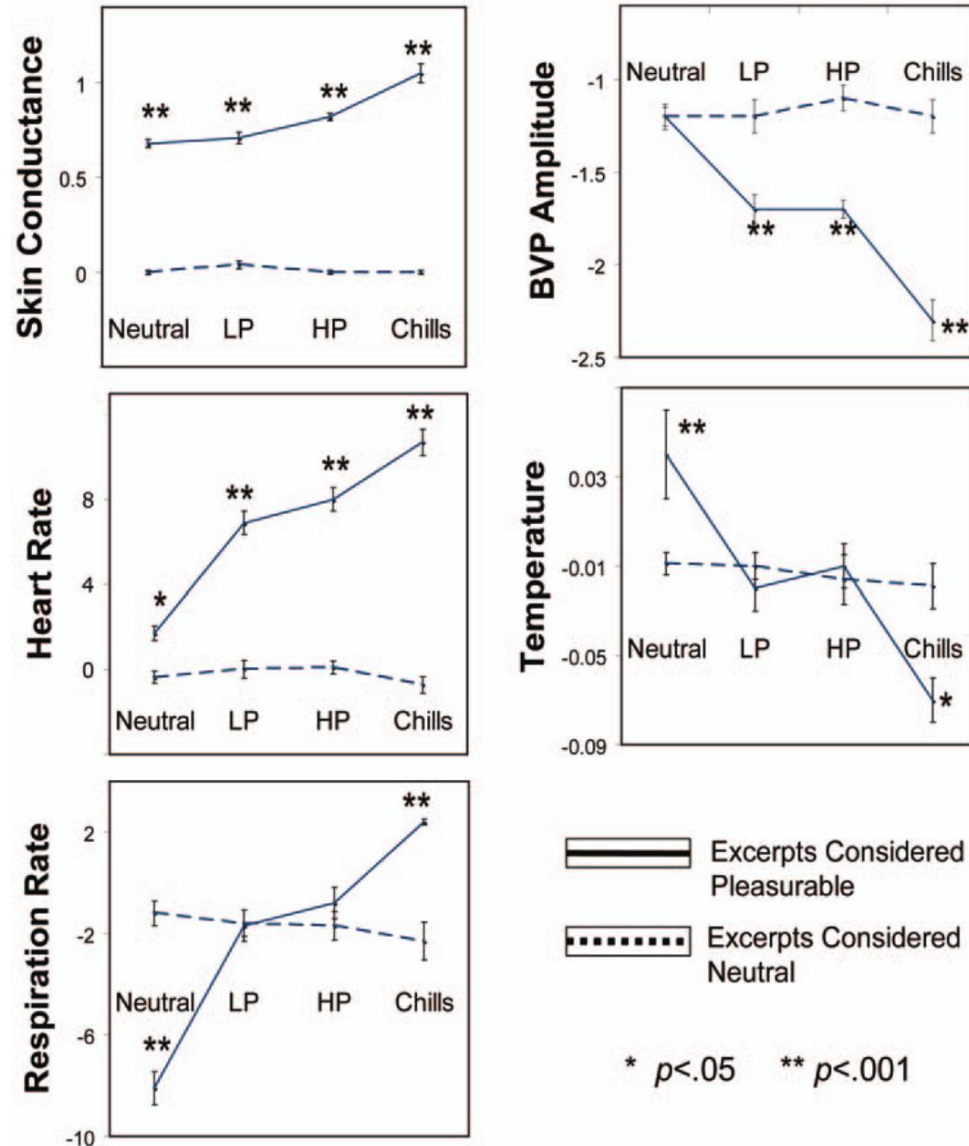 Skin Conductance
1
0.5
0
** ** ** **
Neutral LP HP Chills
BVP Amplitude
-1
-1.5
-2
-2.5
Neutral LP HP Chills
** ** **
Heart Rate
8
4
0
* ** ** **
Neutral LP HP Chills
Temperature
0.03
-0.01
-0.05
-0.09
**
Neutral LP HP Chills
*
Respiration Rate
2
-2
-6
-10
**
Neutral LP HP Chills
**
Excerpts Considered
Pleasurable
Excerpts Considered
Neutral
* p<.05 ** p<.001